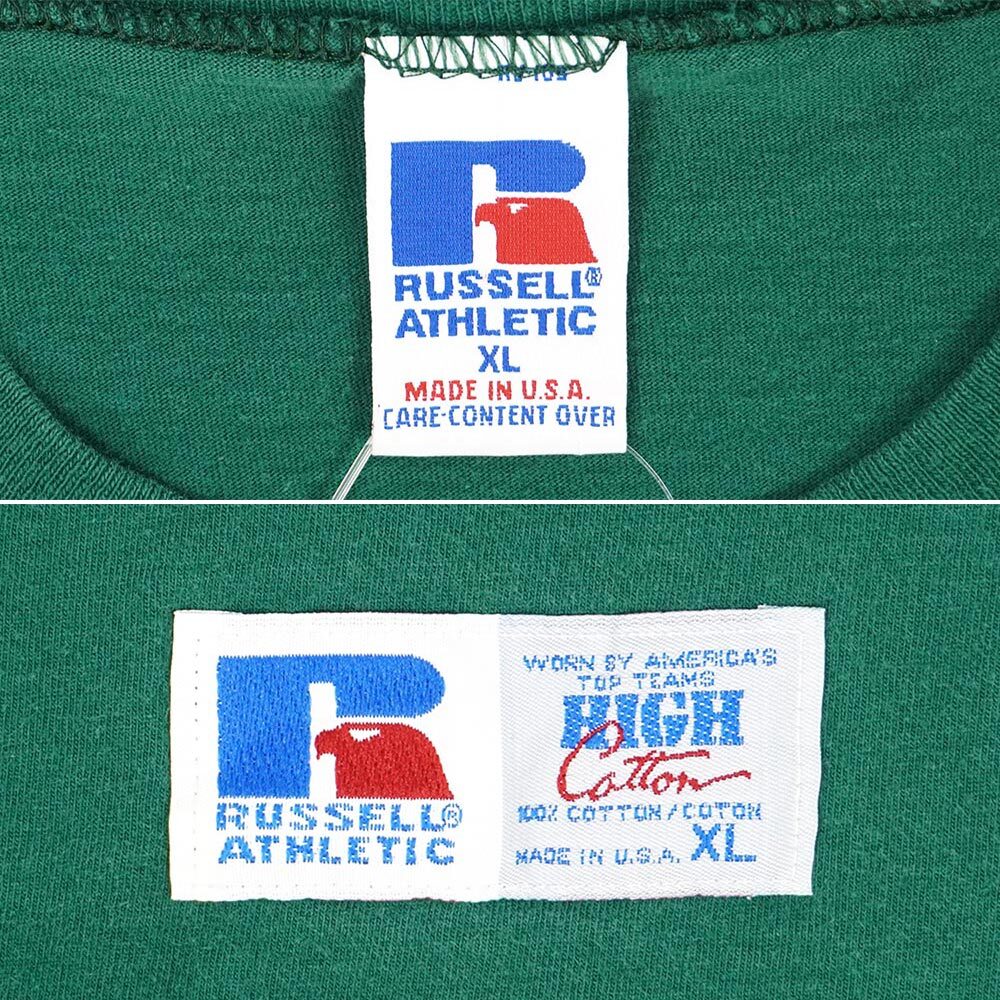 RUSSELL®
ATHLETIC
XL
MADE IN U.S.A.
CARE-CONTENT OVER
RUSSELL®
ATHLETIC
WORN BY AMERICA'S
TOP TEAMS
HIGH
Cotton
100% COTTON/COTON
MADE IN U.S.A. XL